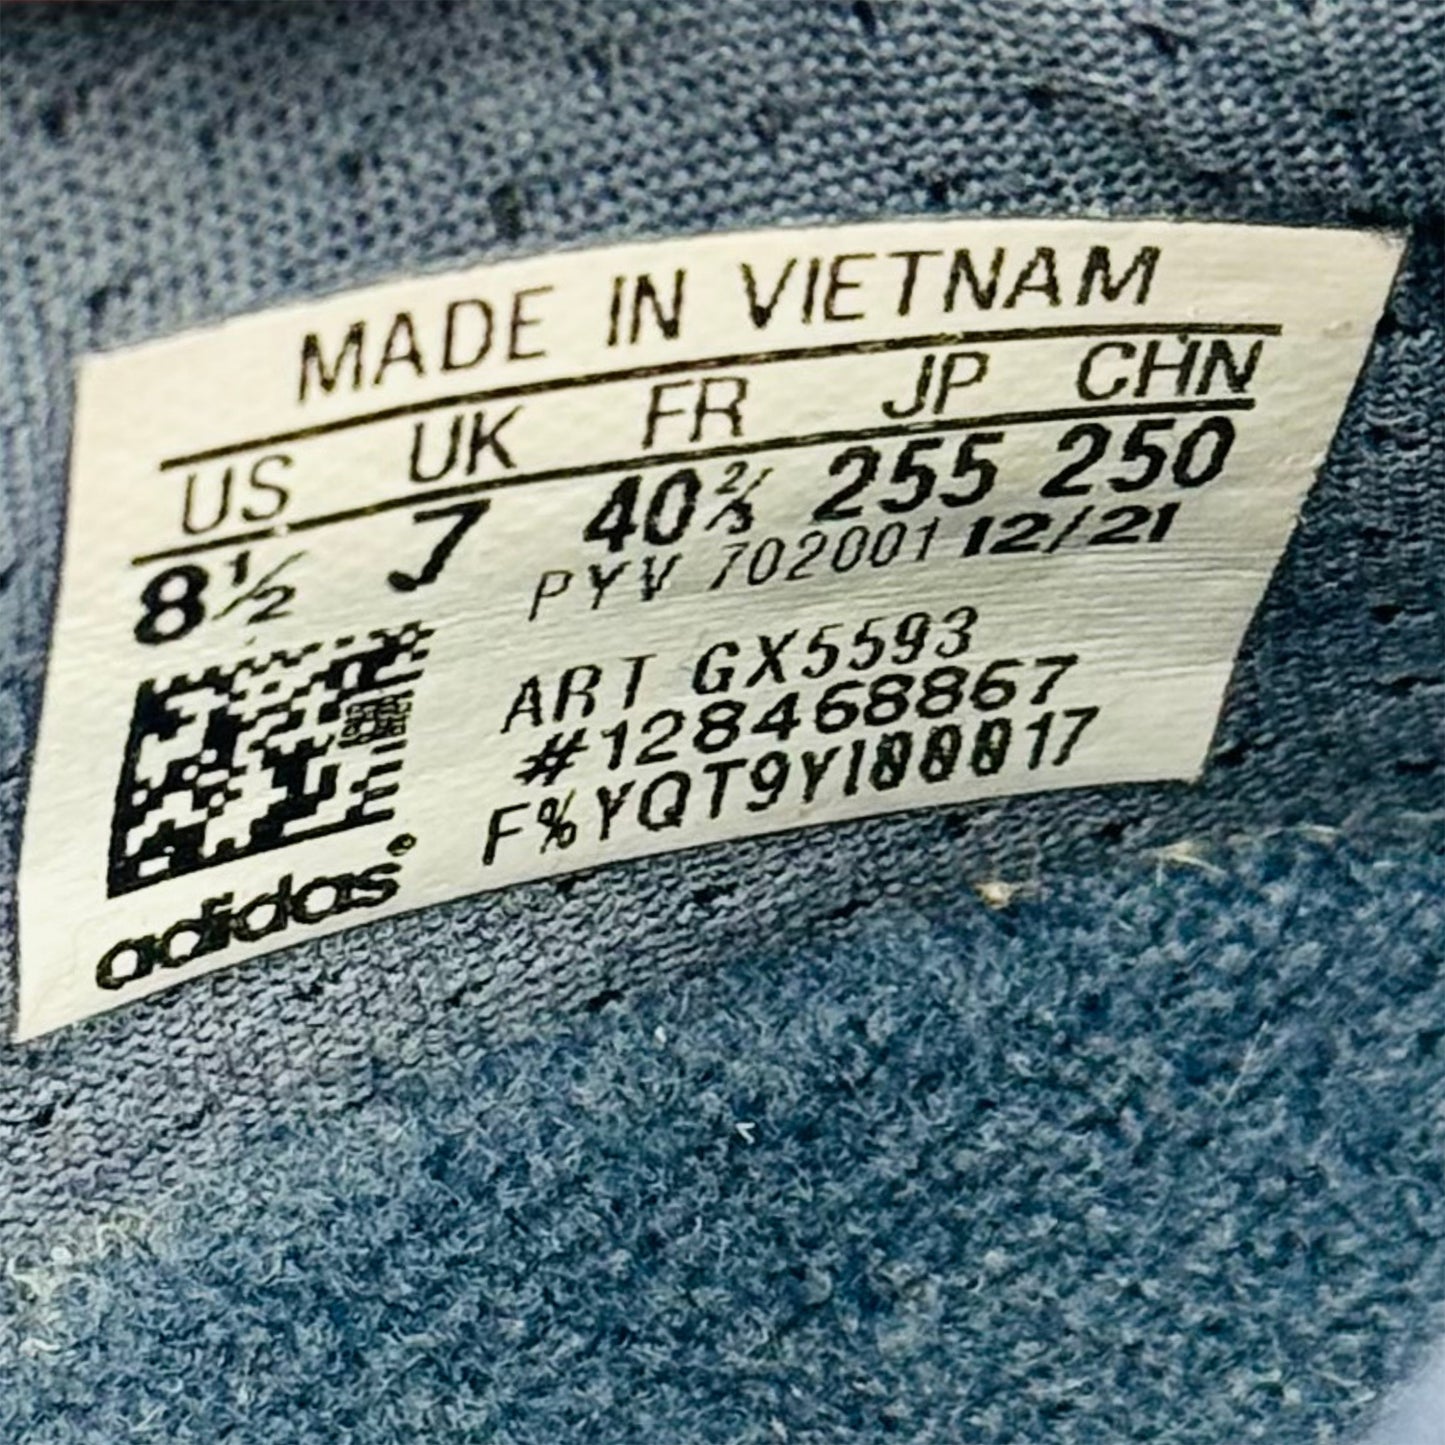 MADE IN VIETNAM
US UK FR JP CHN
8½ 7 40⅔ 255 250
PYV 702001 12/21
ART GX5593
#128468867
F%YQT9YI00017
adidas®